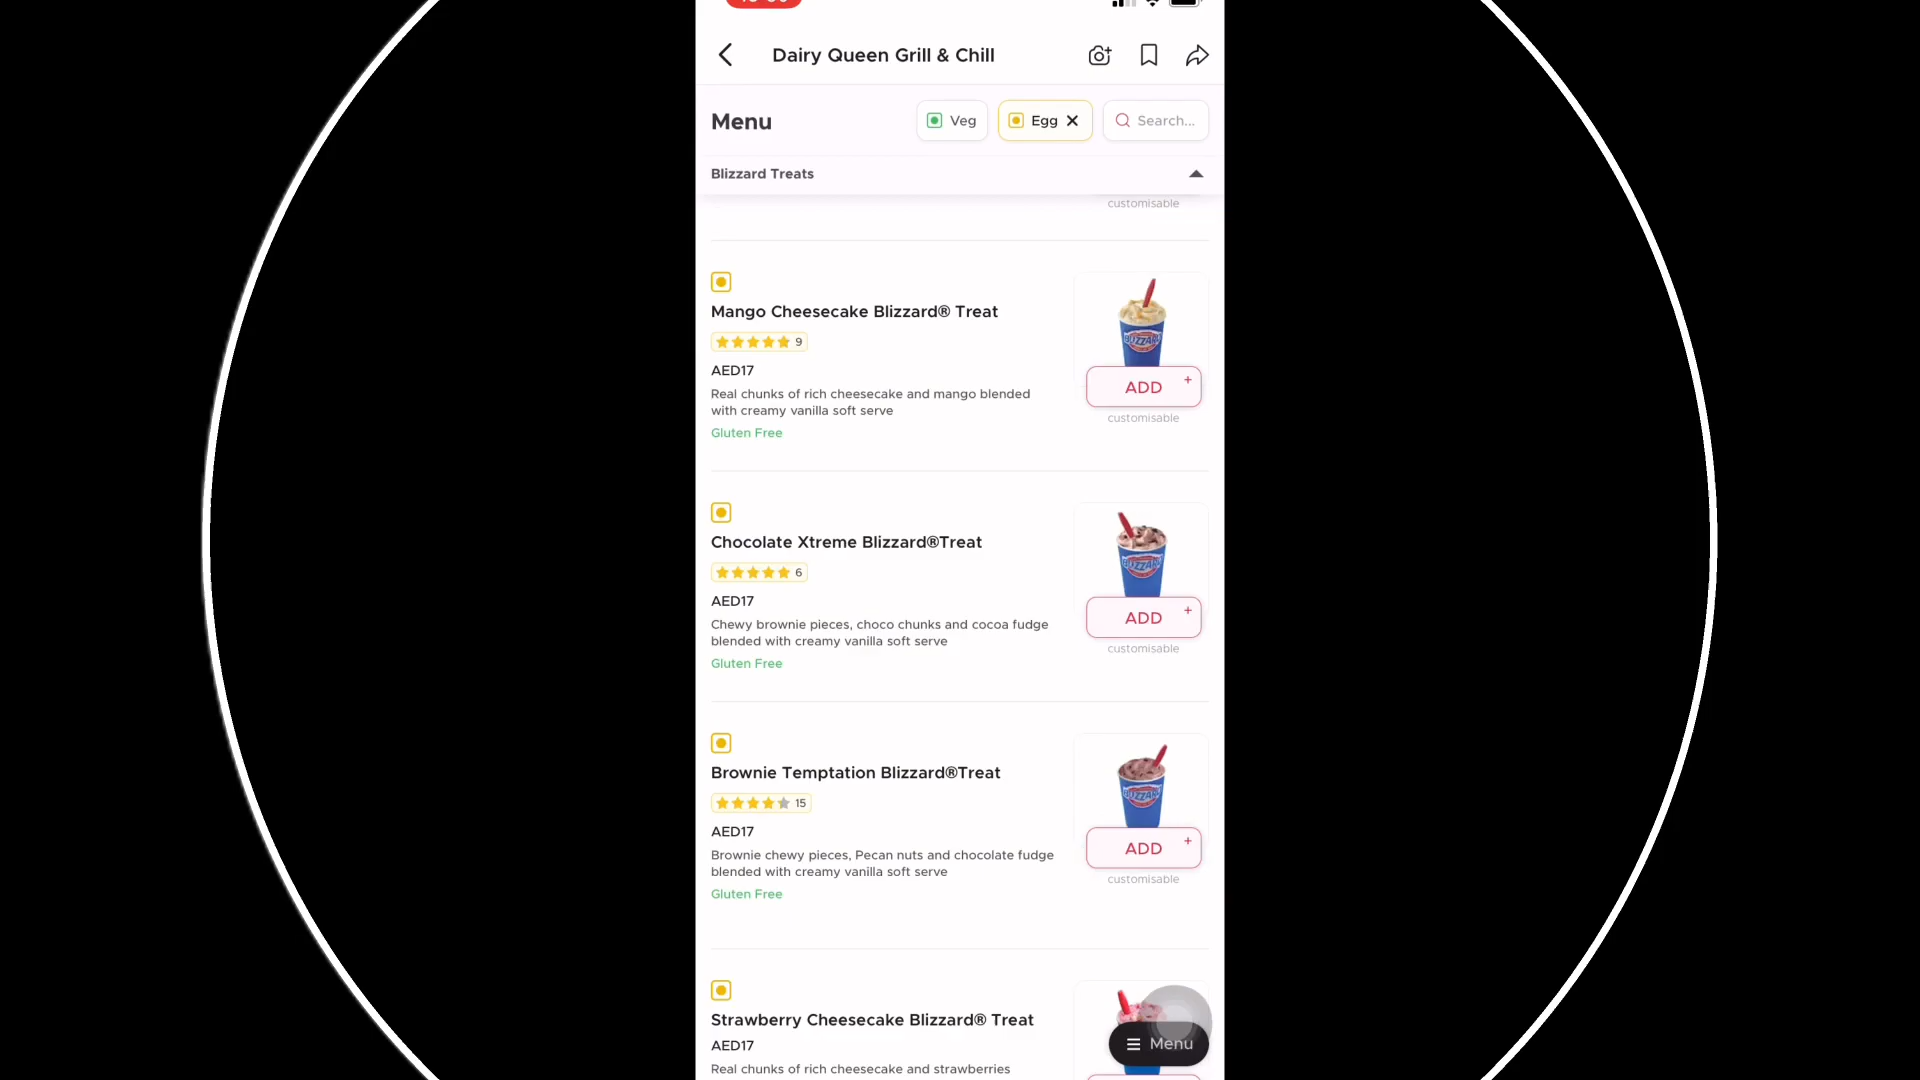 Dairy Queen Grill & Chill
Menu
Veg
Egg
Search...
Blizzard Treats
customisable
Mango Cheesecake Blizzard® Treat
9
AED17
Real chunks of rich cheesecake and mango blended
with creamy vanilla soft serve
Gluten Free
BLIZZARD
ADD +
customisable
Chocolate Xtreme Blizzard®Treat
6
AED17
Chewy brownie pieces, choco chunks and cocoa fudge
blended with creamy vanilla soft serve
Gluten Free
BLIZZARD
ADD +
customisable
Brownie Temptation Blizzard®Treat
15
AED17
Brownie chewy pieces, Pecan nuts and chocolate fudge
blended with creamy vanilla soft serve
Gluten Free
BLIZZARD
ADD +
customisable
Strawberry Cheesecake Blizzard® Treat
AED17
Real chunks of rich cheesecake and strawberries
Menu